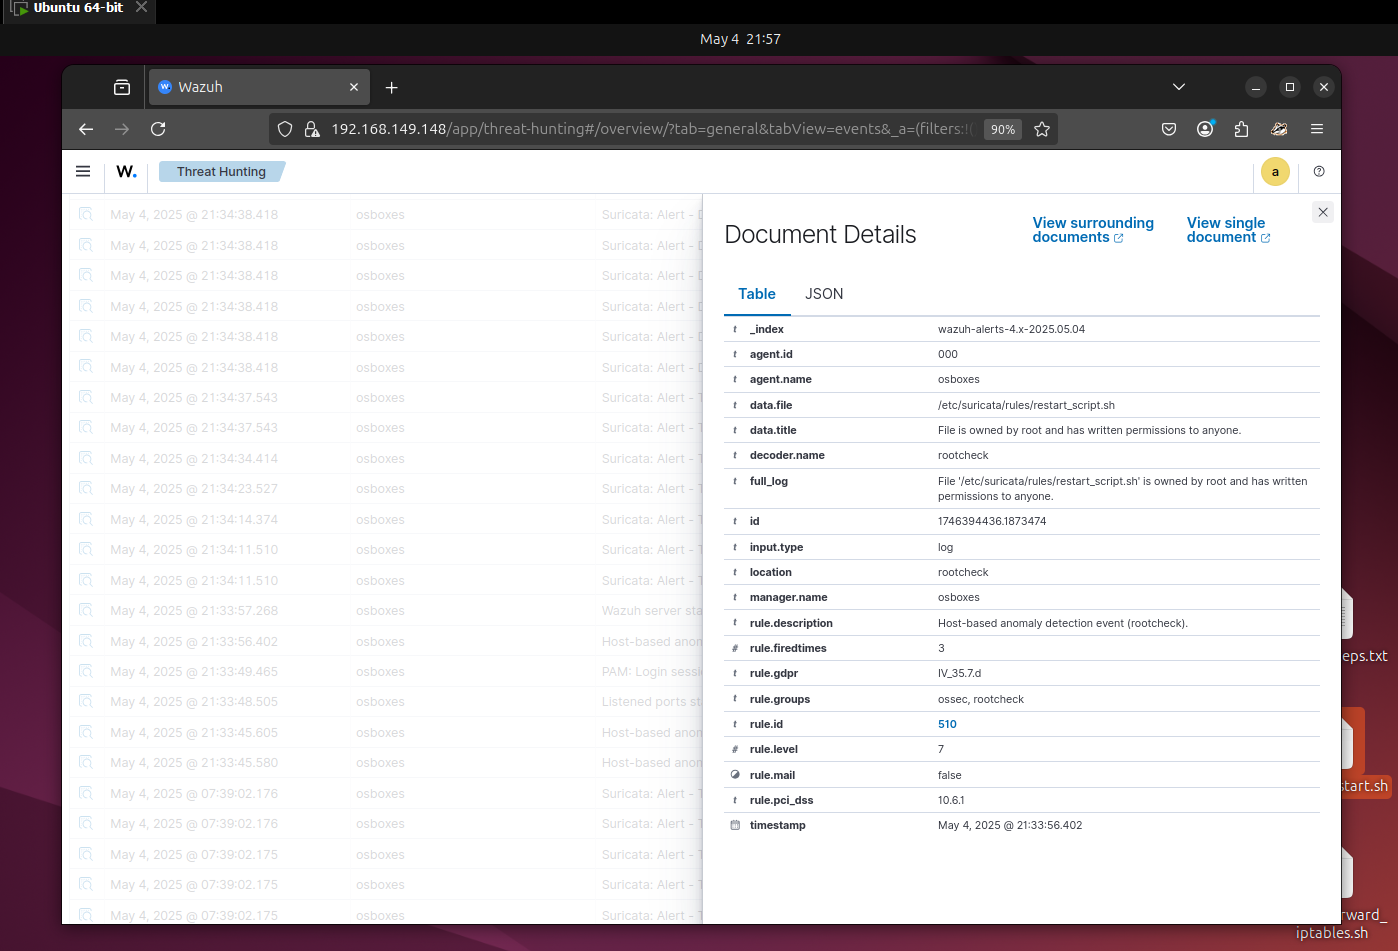 Ubuntu 64-bit
May 4 21:57
Wazuh
192.168.149.148/app/threat-hunting#/overview/?tab=general&tabView=events&_a=(filters:!(
90%
W.
Threat Hunting
a
May 4, 2025 @ 21:34:38.418 osboxes Suricata: Alert - D
May 4, 2025 @ 21:34:38.418 osboxes Suricata: Alert - D
May 4, 2025 @ 21:34:38.418 osboxes Suricata: Alert - D
May 4, 2025 @ 21:34:38.418 osboxes Suricata: Alert - D
May 4, 2025 @ 21:34:38.418 osboxes Suricata: Alert - D
May 4, 2025 @ 21:34:38.418 osboxes Suricata: Alert - D
May 4, 2025 @ 21:34:37.543 osboxes Suricata: Alert - T
May 4, 2025 @ 21:34:37.543 osboxes Suricata: Alert - T
May 4, 2025 @ 21:34:34.414 osboxes Suricata: Alert - T
May 4, 2025 @ 21:34:23.527 osboxes Suricata: Alert - T
May 4, 2025 @ 21:34:14.374 osboxes Suricata: Alert - T
May 4, 2025 @ 21:34:11.510 osboxes Suricata: Alert - T
May 4, 2025 @ 21:34:11.510 osboxes Suricata: Alert - T
May 4, 2025 @ 21:33:57.268 osboxes Wazuh server sta
May 4, 2025 @ 21:33:56.402 osboxes Host-based anom
May 4, 2025 @ 21:33:49.465 osboxes PAM: Login sessi
May 4, 2025 @ 21:33:48.505 osboxes Listened ports st
May 4, 2025 @ 21:33:45.605 osboxes Host-based anom
May 4, 2025 @ 21:33:45.580 osboxes Host-based anom
May 4, 2025 @ 07:39:02.176 osboxes Suricata: Alert - T
May 4, 2025 @ 07:39:02.176 osboxes Suricata: Alert - T
May 4, 2025 @ 07:39:02.175 osboxes Suricata: Alert - T
May 4, 2025 @ 07:39:02.175 osboxes Suricata: Alert - T
May 4, 2025 @ 07:39:02.175 osboxes Suricata: Alert - T
Document Details
View surrounding
documents
View single
document
Table JSON
t _index wazuh-alerts-4.x-2025.05.04
t agent.id 000
t agent.name osboxes
t data.file /etc/suricata/rules/restart_script.sh
t data.title File is owned by root and has written permissions to anyone.
t decoder.name rootcheck
t full_log File '/etc/suricata/rules/restart_script.sh' is owned by root and has written
permissions to anyone.
t id 1746394436.1873474
t input.type log
t location rootcheck
t manager.name osboxes
t rule.description Host-based anomaly detection event (rootcheck).
# rule.firedtimes 3
t rule.gdpr IV_35.7.d
t rule.groups ossec, rootcheck
t rule.id 510
# rule.level 7
rule.mail false
t rule.pci_dss 10.6.1
timestamp May 4, 2025 @ 21:33:56.402
eps.txt
start.sh
rward_
iptables.sh